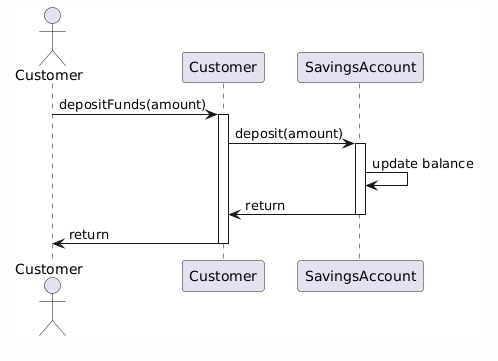 Customer
Customer
SavingsAccount
depositFunds(amount)
deposit(amount)
update balance
return
return
Customer
Customer
SavingsAccount